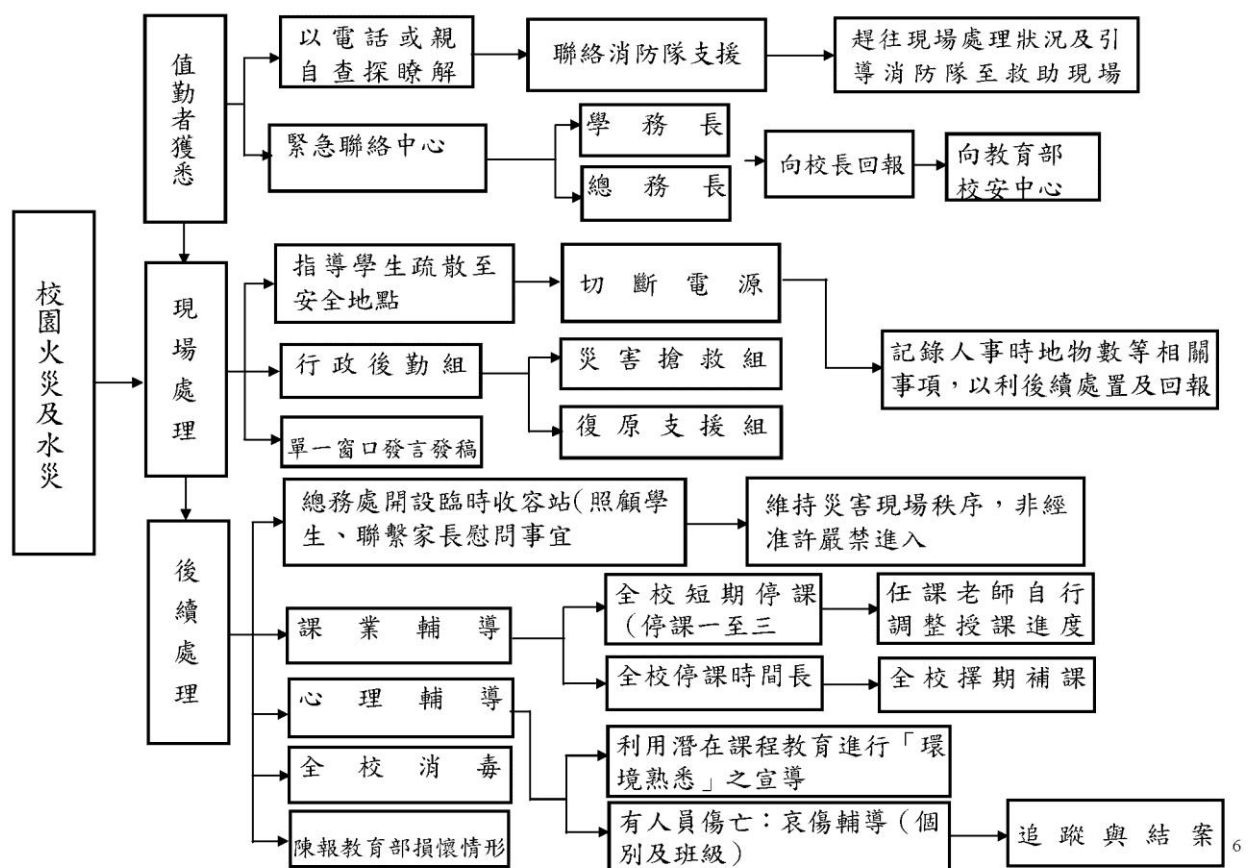 校園火災及水災
值勤者獲悉
以電話或親
自查探瞭解
聯絡消防隊支援
趕往現場處理狀況及引
導消防隊至救助現場
緊急聯絡中心
學務長
總務長
向校長回報
向教育部
校安中心
現場處理
指導學生疏散至
安全地點
切斷電源
記錄人事時地物數等相關
事項，以利後續處置及回報
行政後勤組
災害搶救組
復原支援組
單一窗口發言發稿
後續處理
總務處開設臨時收容站(照顧學
生、聯繫家長慰問事宜
維持災害現場秩序，非經
准許嚴禁進入
課業輔導
全校短期停課
(停課一至三
任課老師自行
調整授課進度
全校停課時間長
全校擇期補課
心理輔導
利用潛在課程教育進行「環
境熟悉」之宣導
有人員傷亡：哀傷輔導（個
別及班級）
追蹤與結案
全校消毒
陳報教育部損懷情形
6